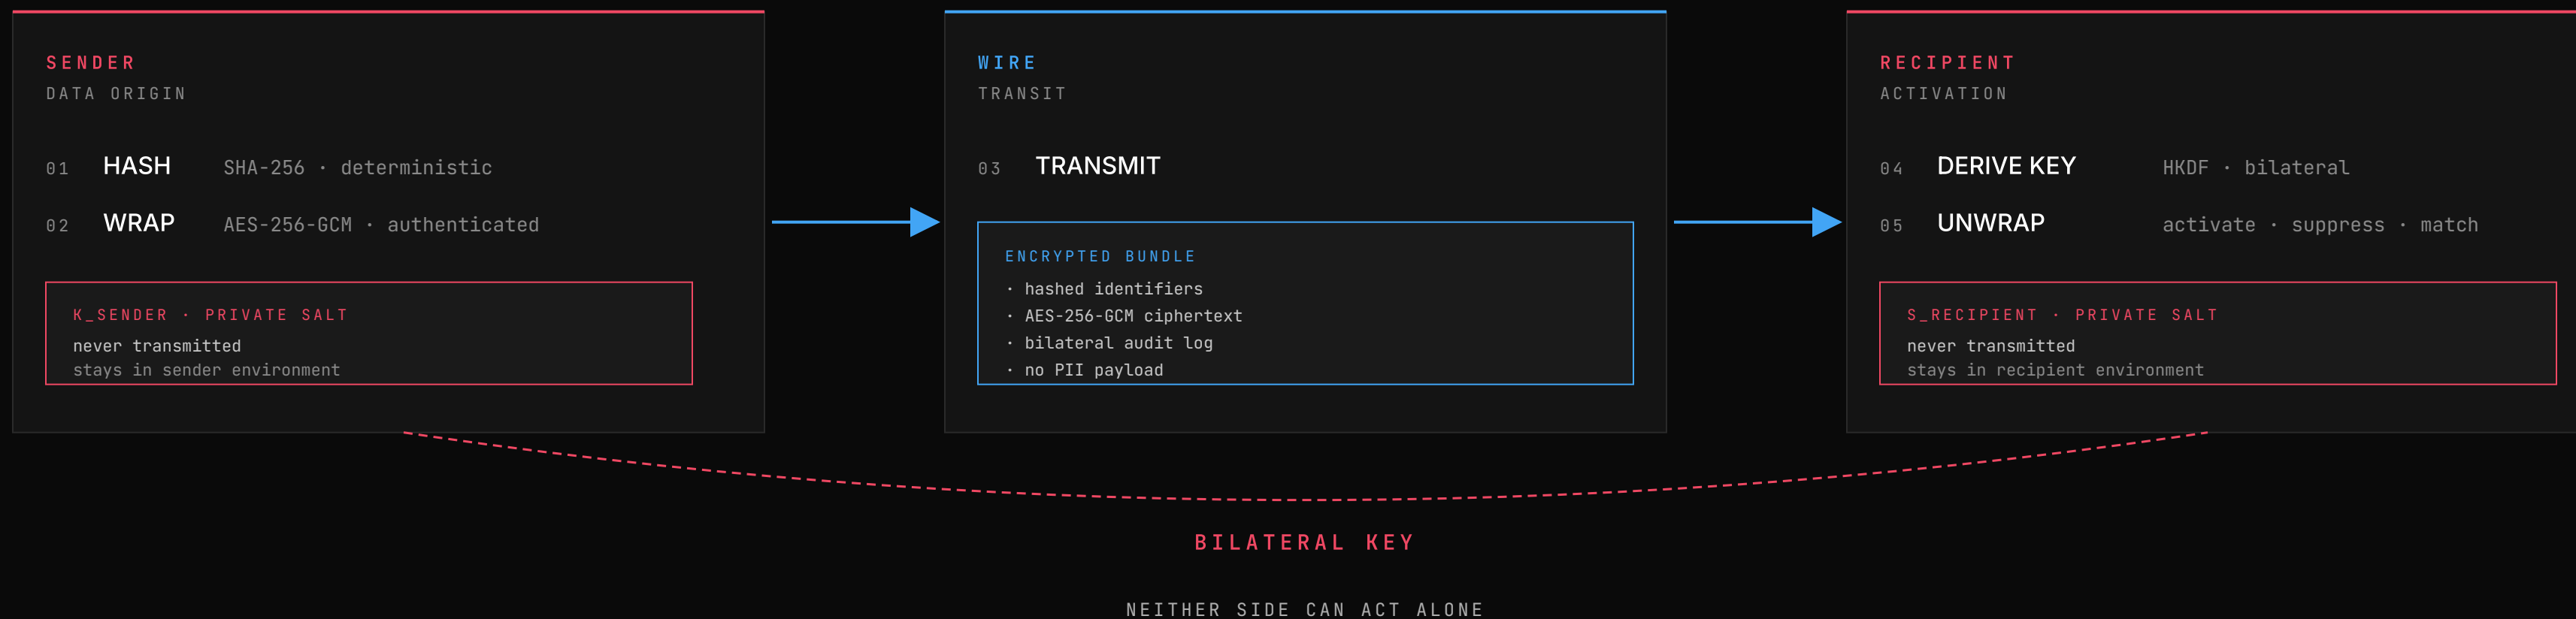 SENDER
DATA ORIGIN
01 HASH SHA-256 · deterministic
02 WRAP AES-256-GCM · authenticated
K_SENDER · PRIVATE SALT
never transmitted
stays in sender environment
WIRE
TRANSIT
03 TRANSMIT
ENCRYPTED BUNDLE
· hashed identifiers
· AES-256-GCM ciphertext
· bilateral audit log
· no PII payload
RECIPIENT
ACTIVATION
04 DERIVE KEY HKDF · bilateral
05 UNWRAP activate · suppress · match
S_RECIPIENT · PRIVATE SALT
never transmitted
stays in recipient environment
BILATERAL KEY
NEITHER SIDE CAN ACT ALONE